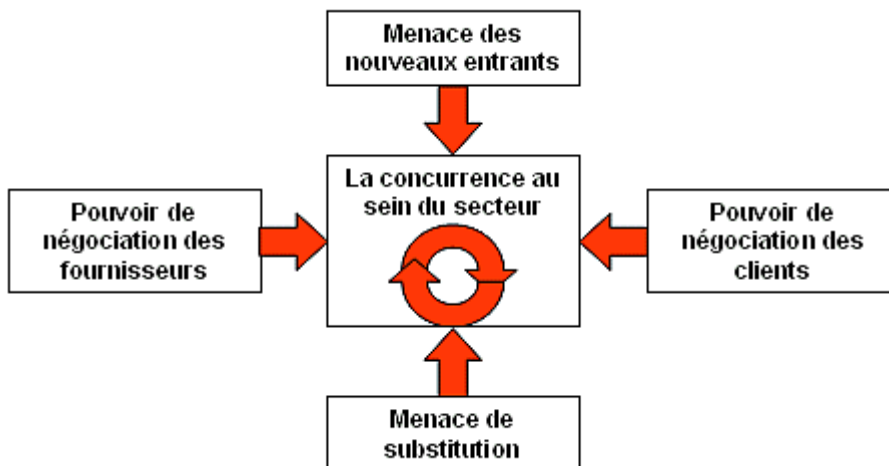 Menace des
nouveaux entrants
La concurrence au
sein du secteur
Pouvoir de
négociation des
fournisseurs
Pouvoir de
négociation des
clients
Menace de
substitution